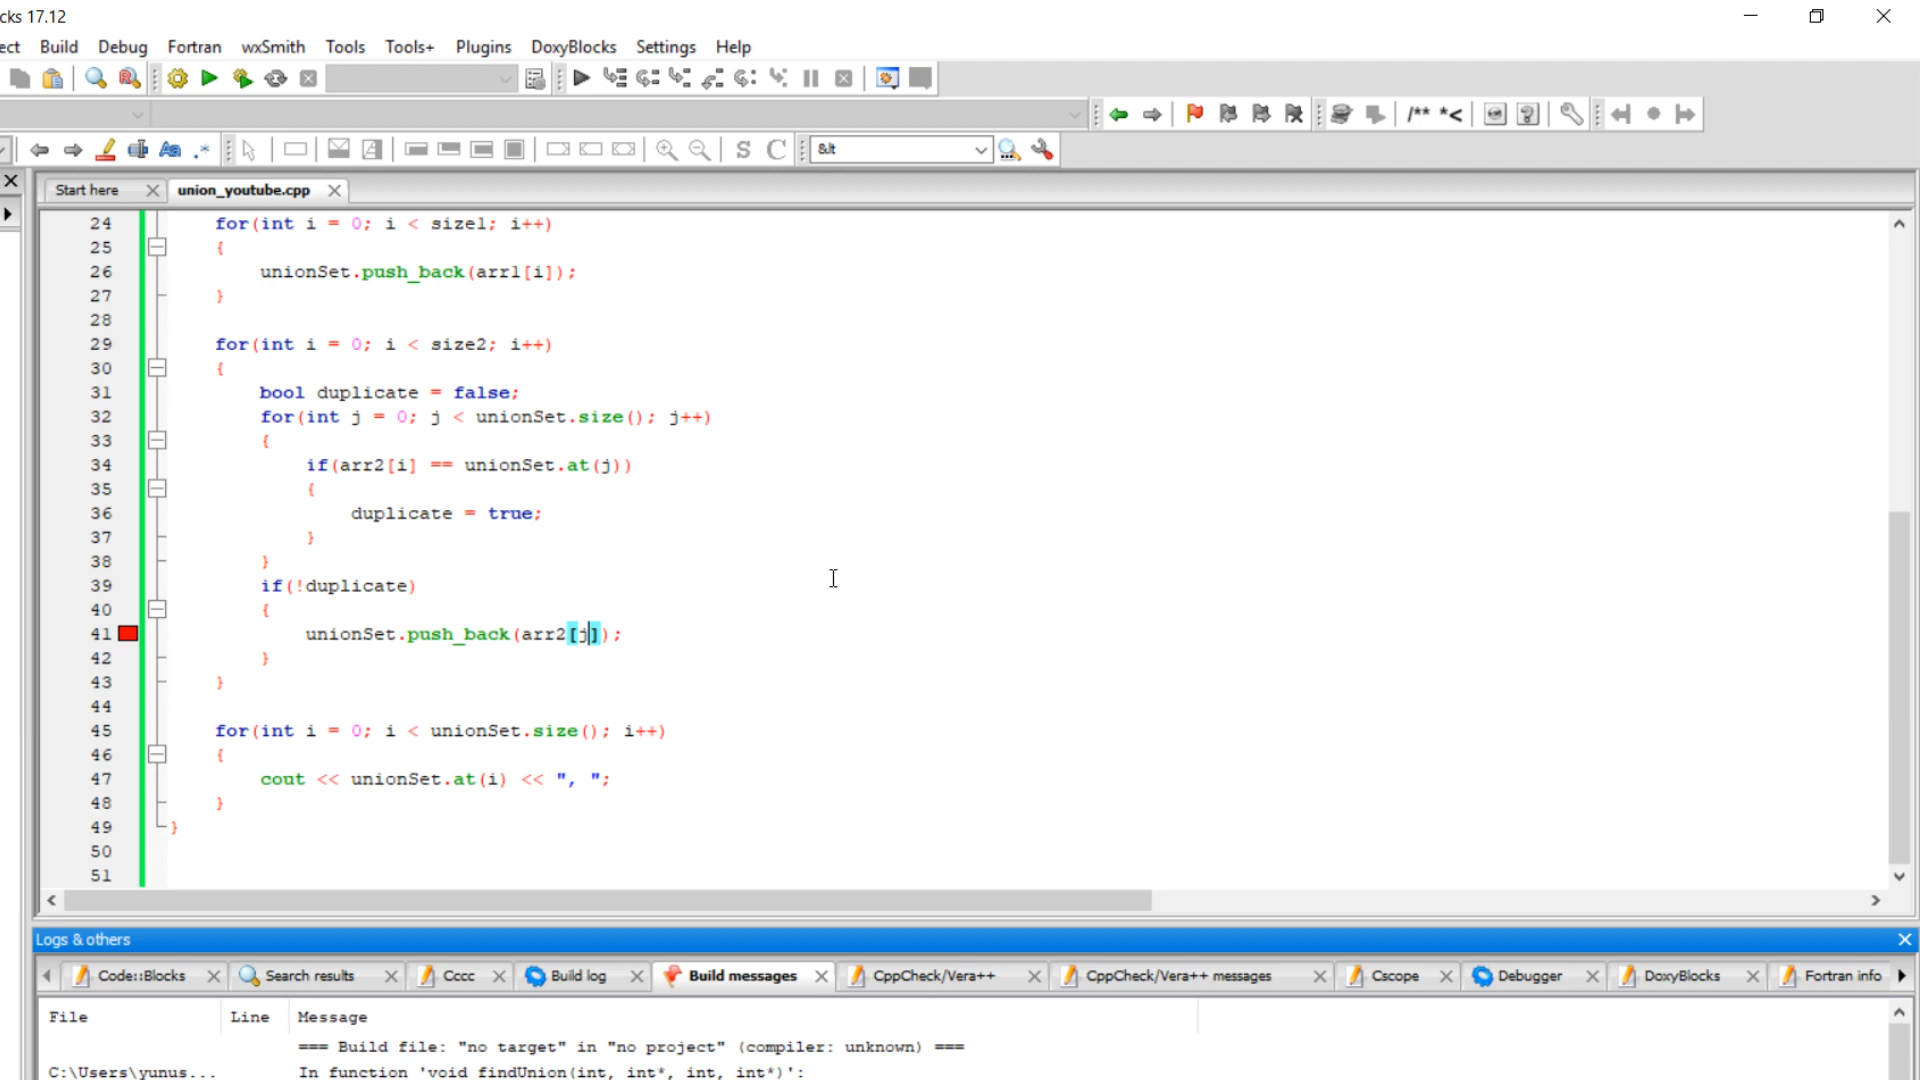 cks 17.12
ect Build Debug Fortran wxSmith Tools Tools+ Plugins DoxyBlocks Settings Help
/** *<
Aa .* S C &lt
Start here union_youtube.cpp
24 for(int i = 0; i < size1; i++)
25 {
26 unionSet.push_back(arr1[i]);
27 }
28
29 for(int i = 0; i < size2; i++)
30 {
31 bool duplicate = false;
32 for(int j = 0; j < unionSet.size(); j++)
33 {
34 if(arr2[i] == unionSet.at(j))
35 {
36 duplicate = true;
37 }
38 }
39 if(!duplicate)
40 {
41 unionSet.push_back(arr2[j]);
42 }
43 }
44
45 for(int i = 0; i < unionSet.size(); i++)
46 {
47 cout << unionSet.at(i) << ", ";
48 }
49 }
50
51
Logs & others
Code::Blocks Search results Cccc Build log Build messages CppCheck/Vera++ CppCheck/Vera++ messages Cscope Debugger DoxyBlocks Fortran info
File Line Message
=== Build file: "no target" in "no project" (compiler: unknown) ===
C:\Users\yunus... In function 'void findUnion(int, int*, int, int*)':